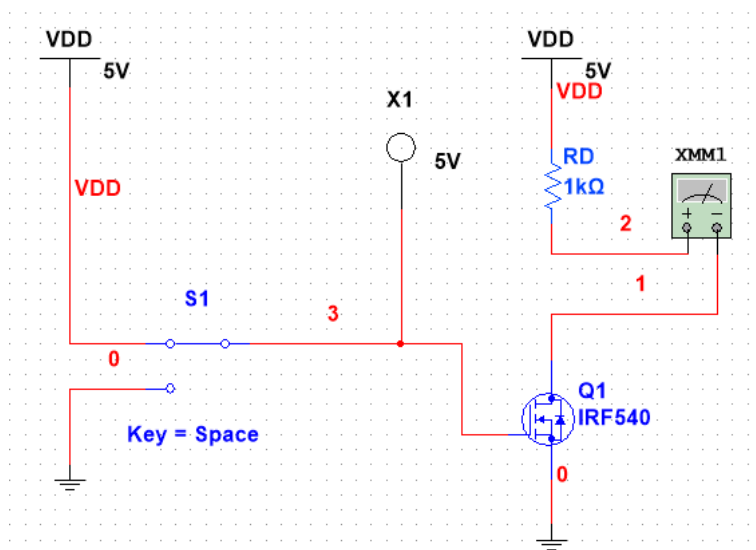 VDD
5V
VDD
X1
5V
S1
3
0
Key = Space
VDD
5V
VDD
RD
1kΩ
XMM1
+ −
2
1
Q1
IRF540
0